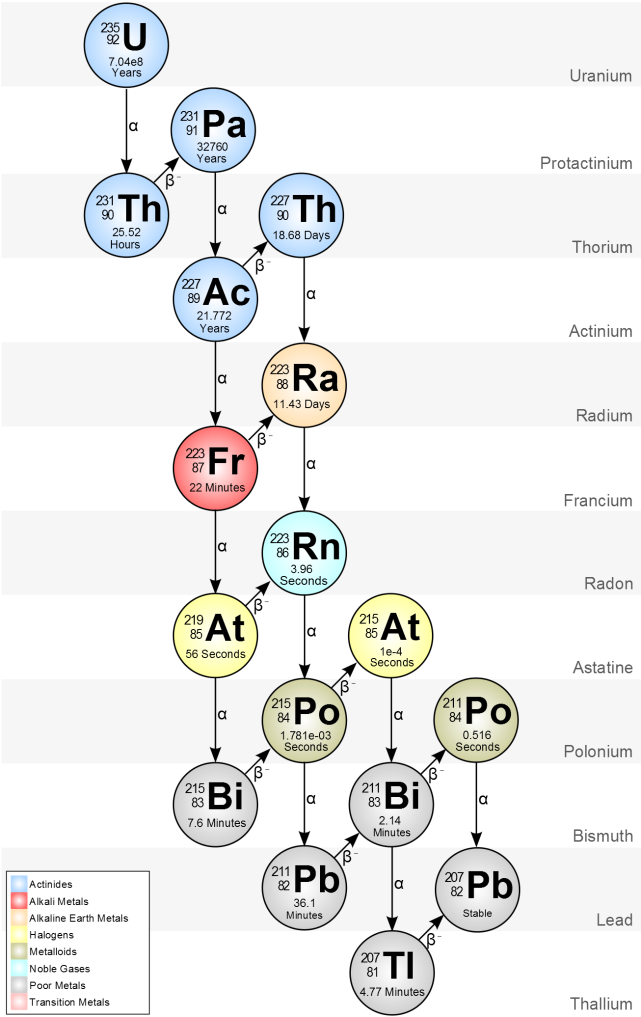 235
92
U
7.04e8
Years
Uranium
α
231
91
Pa
32760
Years
Protactinium
β⁻
231
90
Th
25.52
Hours
α
227
90
Th
18.68 Days
Thorium
β⁻
227
89
Ac
21.772
Years
α
Actinium
α
223
88
Ra
11.43 Days
Radium
β⁻
223
87
Fr
22 Minutes
α
Francium
α
223
86
Rn
3.96
Seconds
Radon
β⁻
219
85
At
56 Seconds
α
215
85
At
1e-4
Seconds
Astatine
β⁻
α
215
84
Po
1.781e-03
Seconds
α
211
84
Po
0.516
Seconds
Polonium
β⁻
β⁻
215
83
Bi
7.6 Minutes
α
211
83
Bi
2.14
Minutes
α
Bismuth
β⁻
211
82
Pb
36.1
Minutes
α
207
82
Pb
Stable
Lead
β⁻
207
81
Tl
4.77 Minutes
Thallium
Actinides
Alkali Metals
Alkaline Earth Metals
Halogens
Metalloids
Noble Gases
Poor Metals
Transition Metals